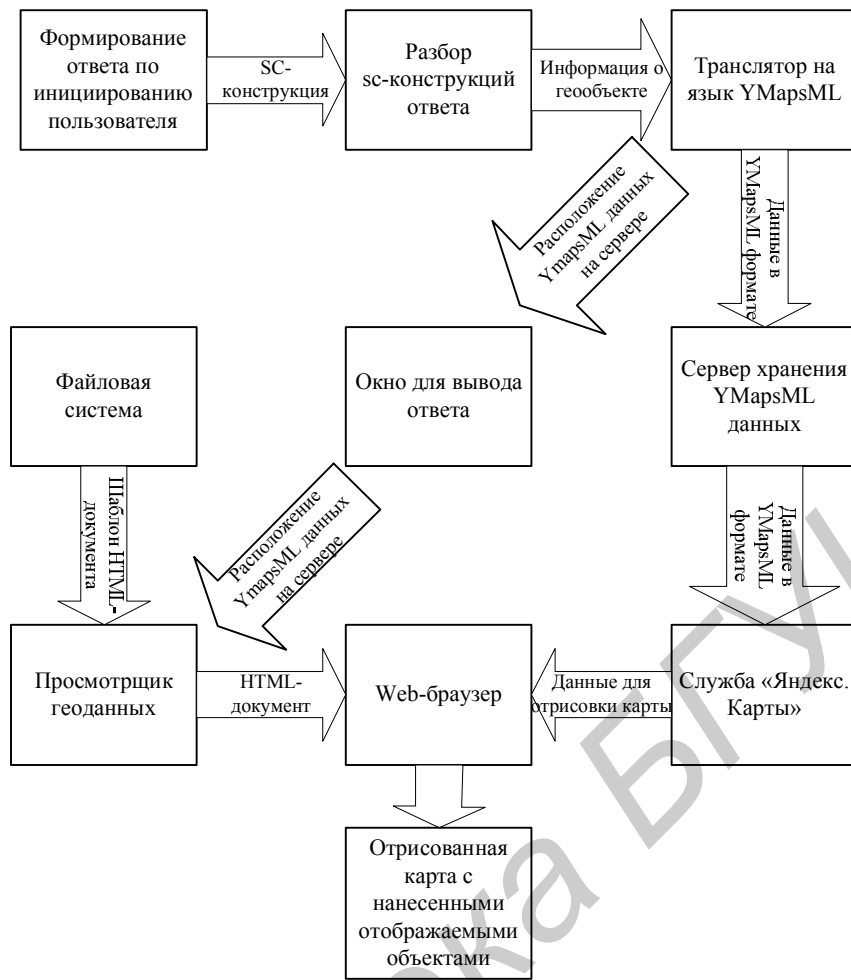 Формирование
ответа по
инициированию
пользователя
SC-
конструкция
Разбор
sc-конструкций
ответа
Информация о
геообъекте
Транслятор на
язык YMapsML
Данные в
YMapsML формате
Расположение
YmapsML данных
на сервере
Файловая
система
Окно для вывода
ответа
Сервер хранения
YMapsML
данных
Шаблон HTML-
документа
Расположение
YmapsML данных
на сервере
Данные в
YMapsML
формате
Просмотрщик
геоданных
HTML-
документ
Web-браузер
Данные для
отрисовки карты
Служба «Яндекс.
Карты»
Отрисованная
карта с
нанесенными
отображаемыми
объектами